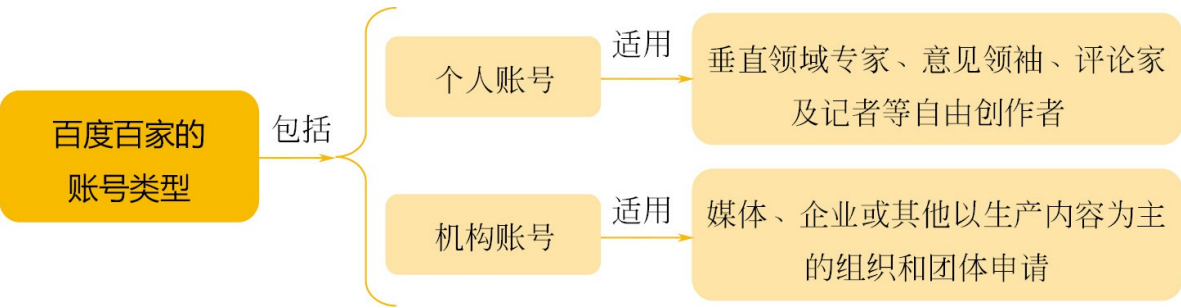 百度百家的
账号类型
包括
个人账号
适用
垂直领域专家、意见领袖、评论家
及记者等自由创作者
机构账号
适用
媒体、企业或其他以生产内容为主
的组织和团体申请